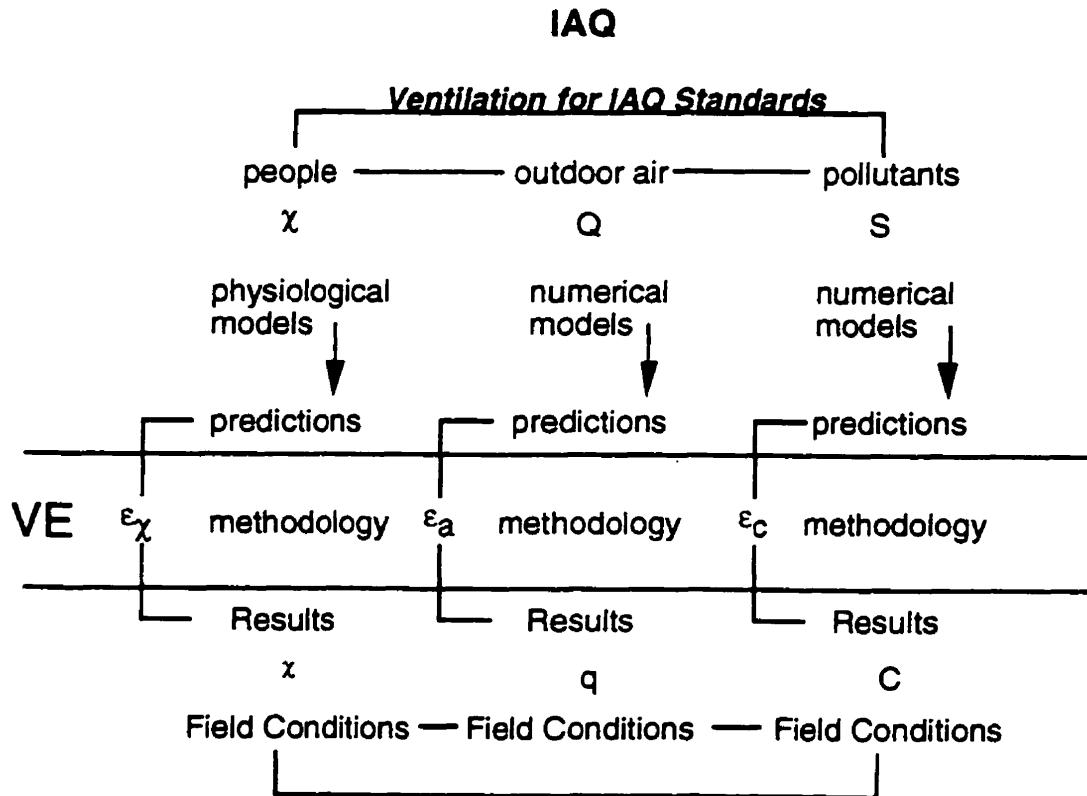 IAQ
Ventilation for IAQ Standards
people outdoor air pollutants
χ Q S
physiological models numerical models numerical models
predictions predictions predictions
VE εχ methodology εa methodology εc methodology
Results Results Results
χ q C
Field Conditions Field Conditions Field Conditions